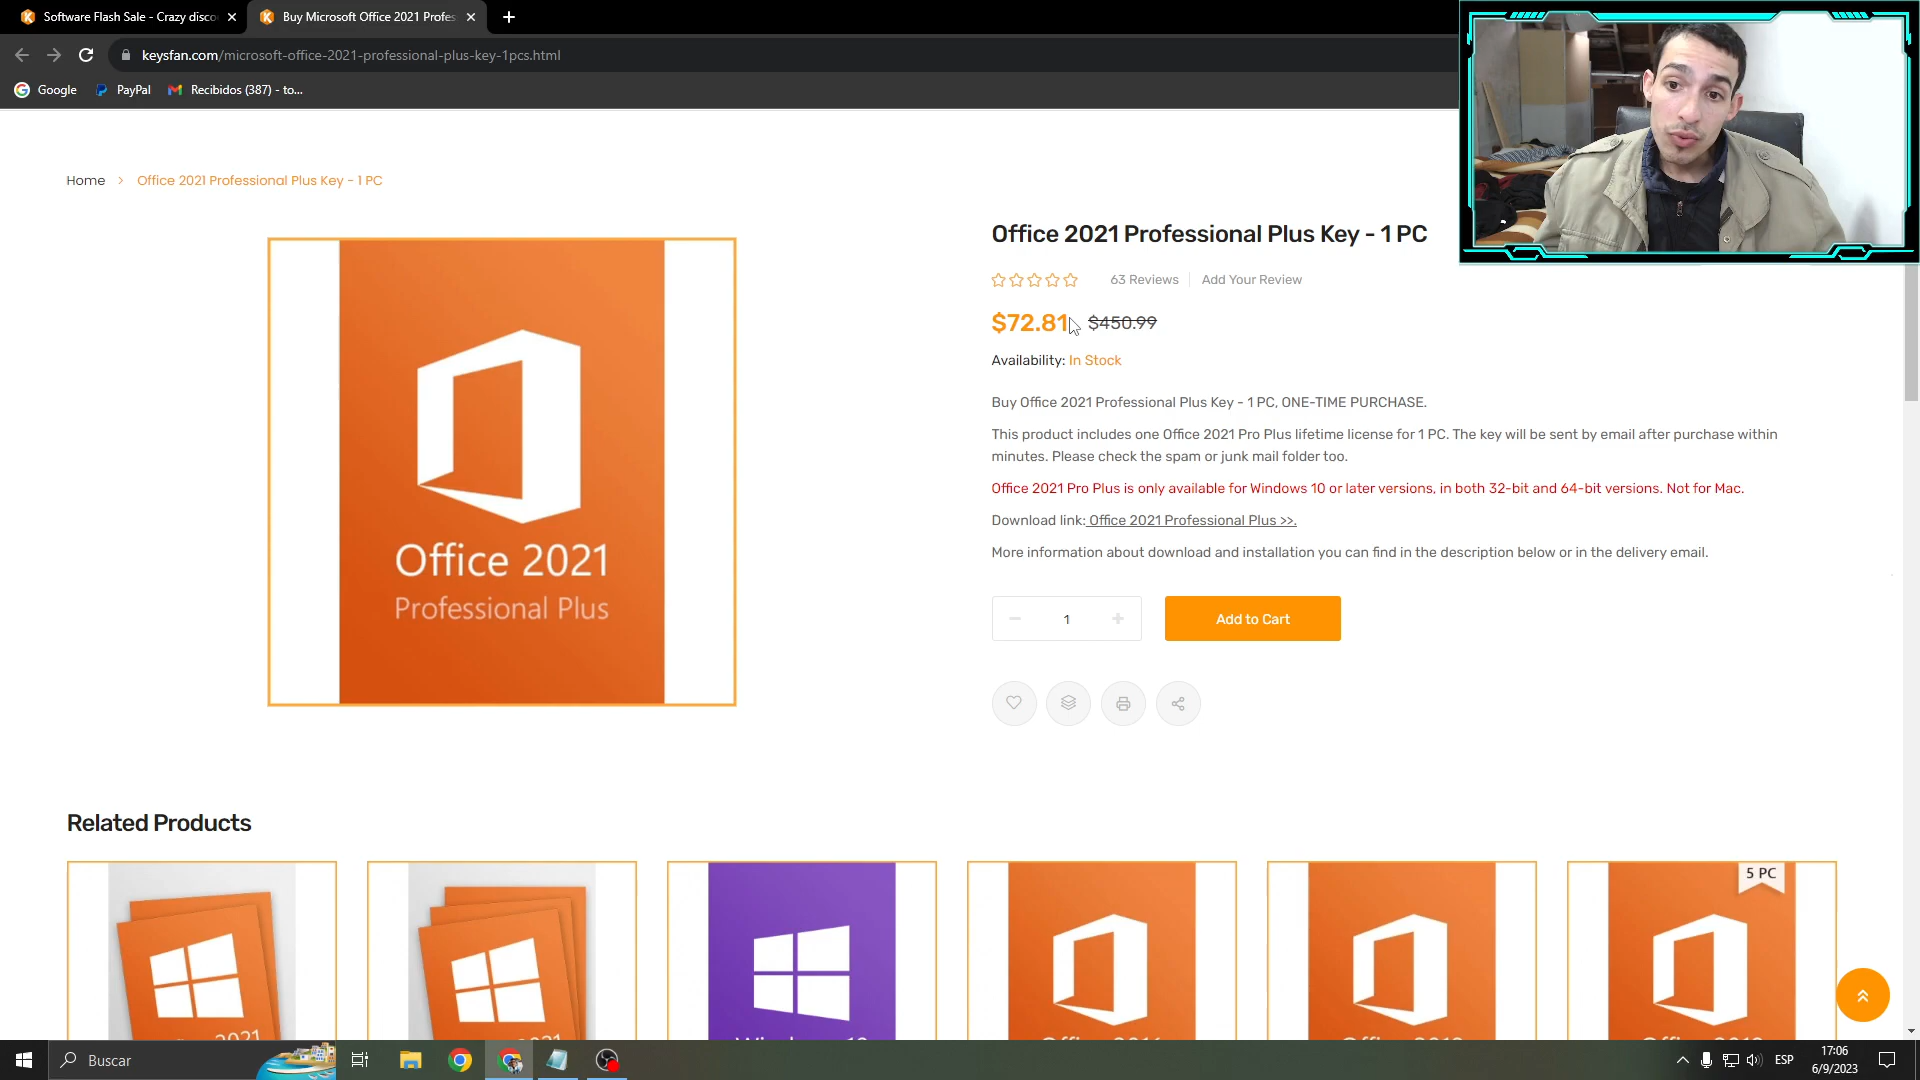 Software Flash Sale - Crazy disco
Buy Microsoft Office 2021 Profes
keysfan.com/microsoft-office-2021-professional-plus-key-1pcs.html
Google
PayPal
Recibidos (387) - to...
Home > Office 2021 Professional Plus Key - 1 PC
Office 2021
Professional Plus
Office 2021 Professional Plus Key - 1 PC
63 Reviews
Add Your Review
$72.81 $450.99
Availability: In Stock
Buy Office 2021 Professional Plus Key - 1 PC, ONE-TIME PURCHASE.
This product includes one Office 2021 Pro Plus lifetime license for 1 PC. The key will be sent by email after purchase within
minutes. Please check the spam or junk mail folder too.
Office 2021 Pro Plus is only available for Windows 10 or later versions, in both 32-bit and 64-bit versions. Not for Mac.
Download link: Office 2021 Professional Plus >>.
More information about download and installation you can find in the description below or in the delivery email.
− 1 +
Add to Cart
Related Products
5 PC
Buscar
ESP
17:06
6/9/2023